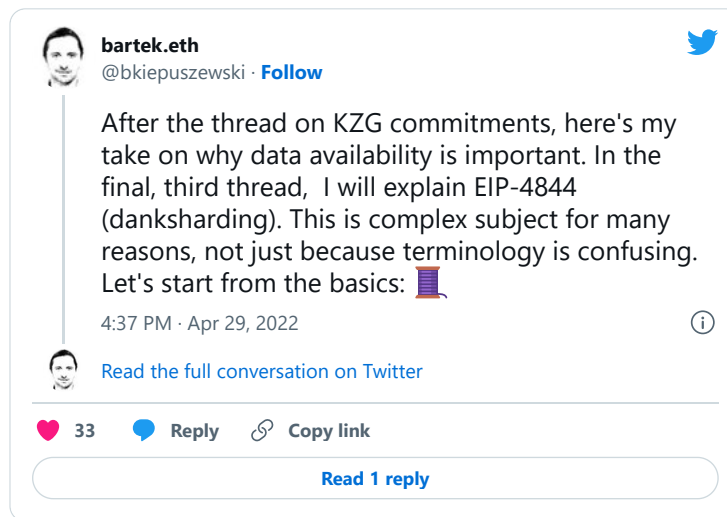 bartek.eth
@bkiepuszewski · Follow
After the thread on KZG commitments, here's my
take on why data availability is important. In the
final, third thread,  I will explain EIP-4844
(danksharding). This is complex subject for many
reasons, not just because terminology is confusing.
Let's start from the basics: 🧵
4:37 PM · Apr 29, 2022
Read the full conversation on Twitter
33 Reply Copy link
Read 1 reply